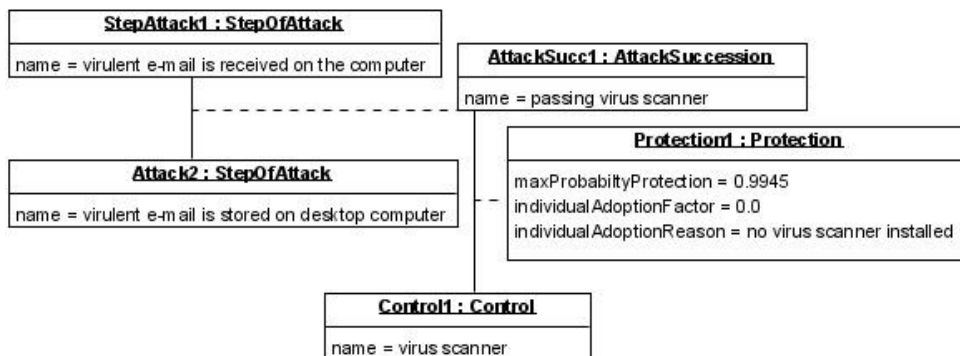 StepAttack1 : StepOfAttack
name = virulent e-mail is received on the computer
AttackSucc1 : AttackSuccession
name = passing virus scanner
Protection1 : Protection
maxProbabiltyProtection = 0.9945
individualAdoptionFactor = 0.0
individualAdoptionReason = no virus scanner installed
Attack2 : StepOfAttack
name = virulent e-mail is stored on desktop computer
Control1 : Control
name = virus scanner